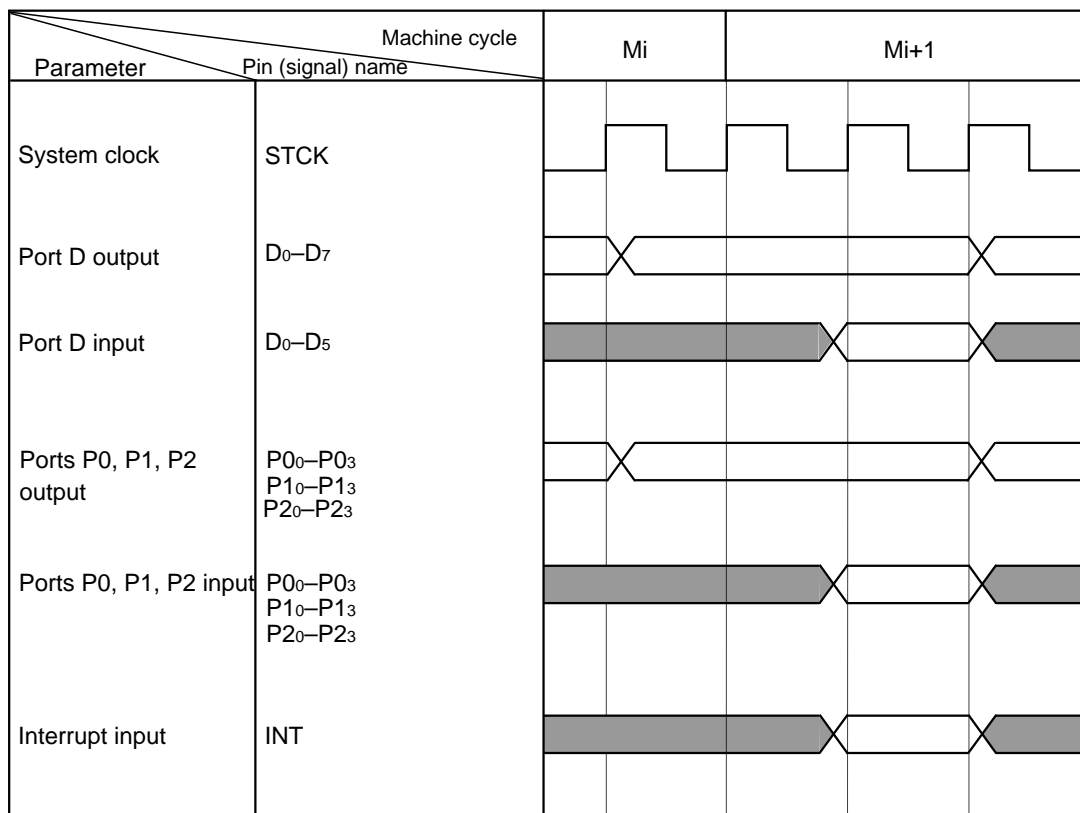 Machine cycle
Parameter
Pin (signal) name
Mi
Mi+1
System clock
STCK
Port D output
D0–D7
Port D input
D0–D5
Ports P0, P1, P2
output
P00–P03
P10–P13
P20–P23
Ports P0, P1, P2 input
P00–P03
P10–P13
P20–P23
Interrupt input
INT